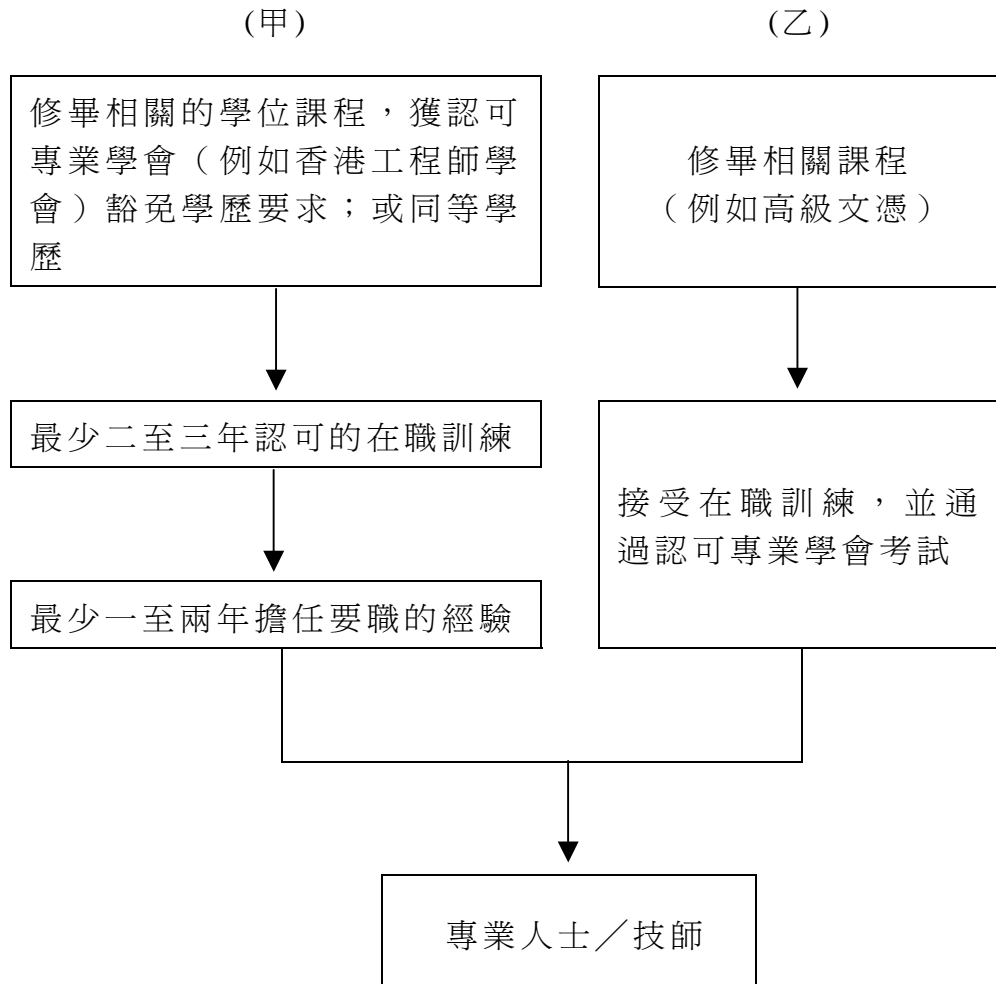 (甲)
(乙)
修畢相關的學位課程，獲認可
專業學會（例如香港工程師學
會）豁免學歷要求；或同等學
歷
修畢相關課程
（例如高級文憑）
最少二至三年認可的在職訓練
最少一至兩年擔任要職的經驗
接受在職訓練，並通
過認可專業學會考試
專業人士／技師